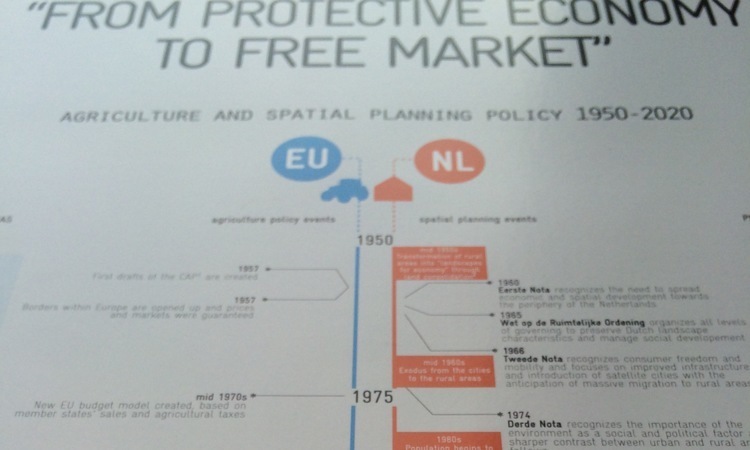 "FROM PROTECTIVE ECONOMY
TO FREE MARKET"
AGRICULTURE AND SPATIAL PLANNING POLICY 1950-2020
EU
NL
agriculture policy events
spatial planning events
1950
mid 1950s
Transformation of rural
areas into "landscapes
for economy" through
1957
First drafts of the CAP are created
1957
Borders within Europe are opened up and prices
and markets were guaranteed
1960
Eerste Nota recognizes the need to spread
economic and spatial development towards
the periphery of the Netherlands
1965
Wet op de Ruimtelijke Ordening organizes all levels
of governing to preserve Dutch landscape
characteristics and manage social developement
1966
Tweede Nota recognizes consumer freedom and
mobility and focuses on improved infrastructure
and introduction of satellite cities with the
anticipation of massive migration to rural areas
mid 1960s
Exodus from the cities
to the rural areas
1975
mid 1970s
New EU budget model created, based on
member states' sales and agricultural taxes
1974
Derde Nota recognizes the importance of the
environment as a social and political factor
sharper contrast between urban and rural
1980s
Population begins to